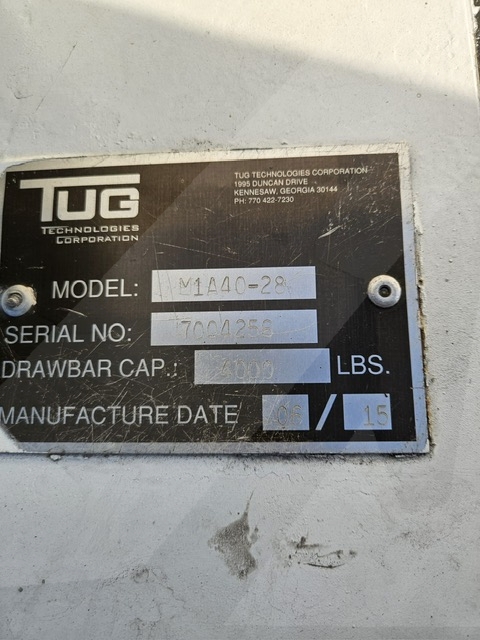 TUG
TECHNOLOGIES
CORPORATION
TUG TECHNOLOGIES CORPORATION
1995 DUNCAN DRIVE
KENNESAW, GEORGIA 30144
PH: 770 422-7230
MODEL: M1A40-28
SERIAL NO:
DRAWBAR CAP.: 4000 LBS.
MANUFACTURE DATE / 15